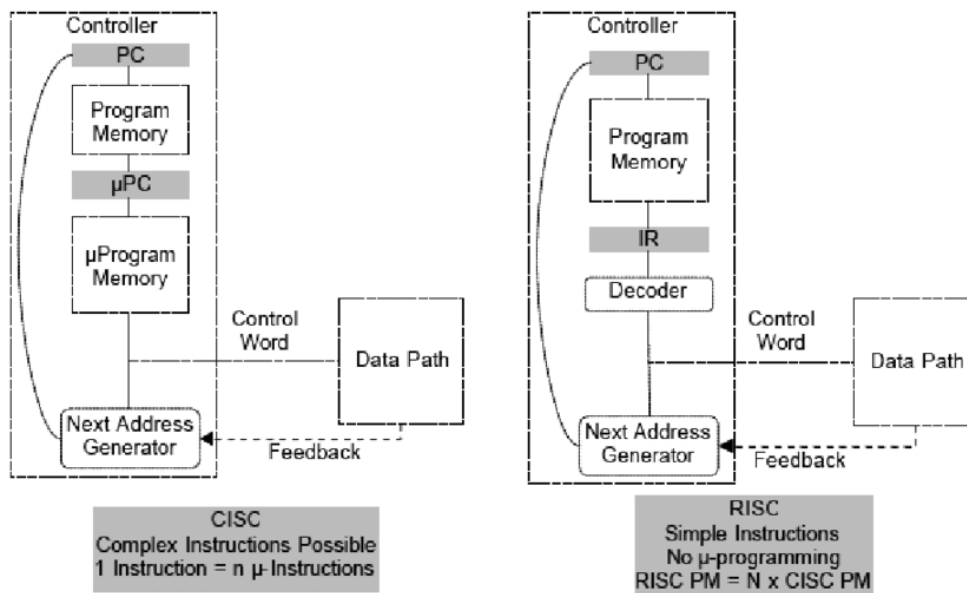 Controller
PC
Program
Memory
µPC
µProgram
Memory
Control
Word
Data Path
Next Address
Generator
Feedback
CISC
Complex Instructions Possible
1 Instruction = n µ-Instructions
Controller
PC
Program
Memory
IR
Decoder
Control
Word
Data Path
Next Address
Generator
Feedback
RISC
Simple Instructions
No µ-programming
RISC PM = N x CISC PM